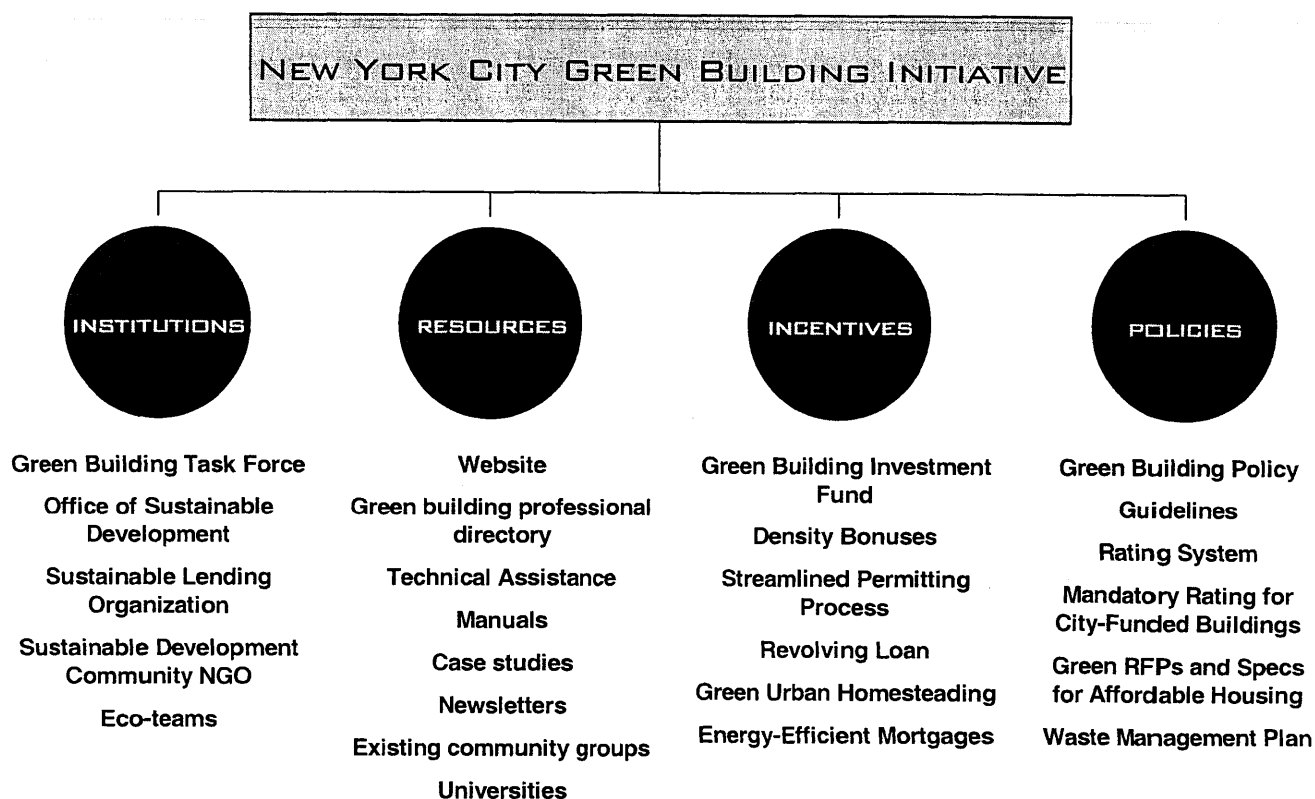 NEW YORK CITY GREEN BUILDING INITIATIVE
INSTITUTIONS
Green Building Task Force
Office of Sustainable
Development
Sustainable Lending
Organization
Sustainable Development
Community NGO
Eco-teams
RESOURCES
Website
Green building professional
directory
Technical Assistance
Manuals
Case studies
Newsletters
Existing community groups
Universities
INCENTIVES
Green Building Investment
Fund
Density Bonuses
Streamlined Permitting
Process
Revolving Loan
Green Urban Homesteading
Energy-Efficient Mortgages
POLICIES
Green Building Policy
Guidelines
Rating System
Mandatory Rating for
City-Funded Buildings
Green RFPs and Specs
for Affordable Housing
Waste Management Plan